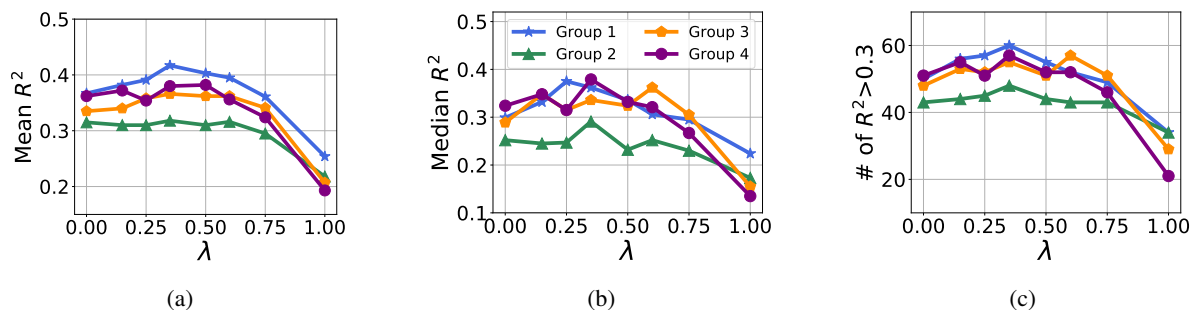 0.5
0.4
0.3
0.2
Mean R²
0.00 0.25 0.50 0.75 1.00
λ
(a)
0.5
0.4
0.3
0.2
0.1
Median R²
Group 1
Group 2
Group 3
Group 4
0.00 0.25 0.50 0.75 1.00
λ
(b)
60
40
20
# of R²>0.3
0.00 0.25 0.50 0.75 1.00
λ
(c)